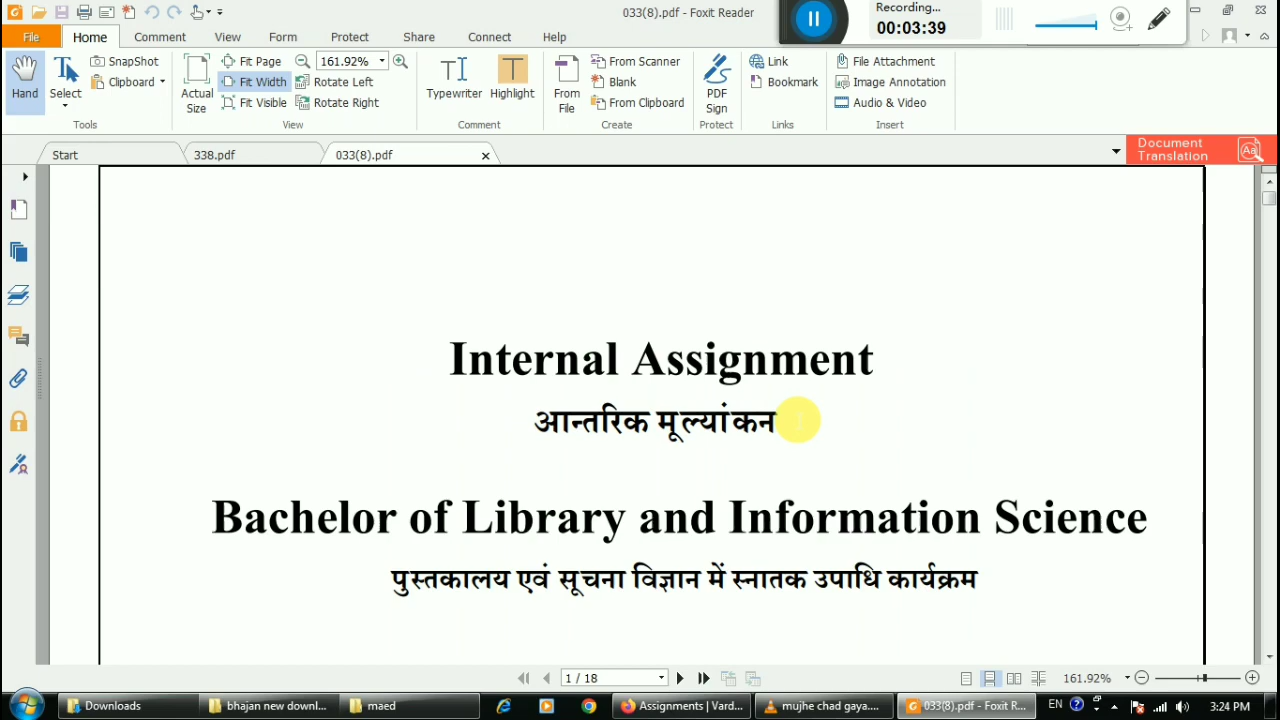 033(8).pdf - Foxit Reader
Recording...
00:03:39
File Home Comment View Form Protect Share Connect Help
Hand
Select
SnapShot
Clipboard
Tools
Actual Size
Fit Page
Fit Width
Fit Visible
161.92%
Rotate Left
Rotate Right
View
Typewriter
Highlight
Comment
From File
From Scanner
Blank
From Clipboard
Create
PDF Sign
Protect
Link
Bookmark
Links
File Attachment
Image Annotation
Audio & Video
Insert
Start
338.pdf
033(8).pdf
Document Translation
Internal Assignment
आन्तरिक मूल्यांकन
Bachelor of Library and Information Science
पुस्तकालय एवं सूचना विज्ञान में स्नातक उपाधि कार्यक्रम
1 / 18
161.92%
Downloads
bhajan new downl...
maed
Assignments | Vard...
mujhe chad gaya....
033(8).pdf - Foxit R...
EN
3:24 PM